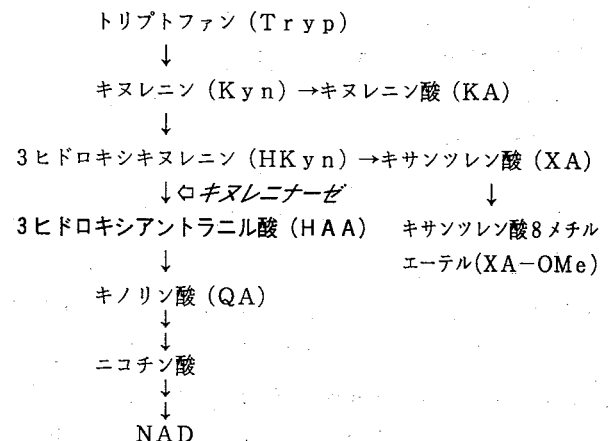 トリプトファン (Tryp)
↓
キヌレニン (Kyn) →キヌレニン酸 (KA)
↓
3ヒドロキシキヌレニン (HKyn) →キサンツレン酸 (XA)
↓⇦キヌレニナーゼ ↓
3ヒドロキシアントラニル酸 (HAA) キサンツレン酸8メチル
↓ エーテル(XA-OMe)
キノリン酸 (QA)
↓
↓
ニコチン酸
↓
↓
NAD